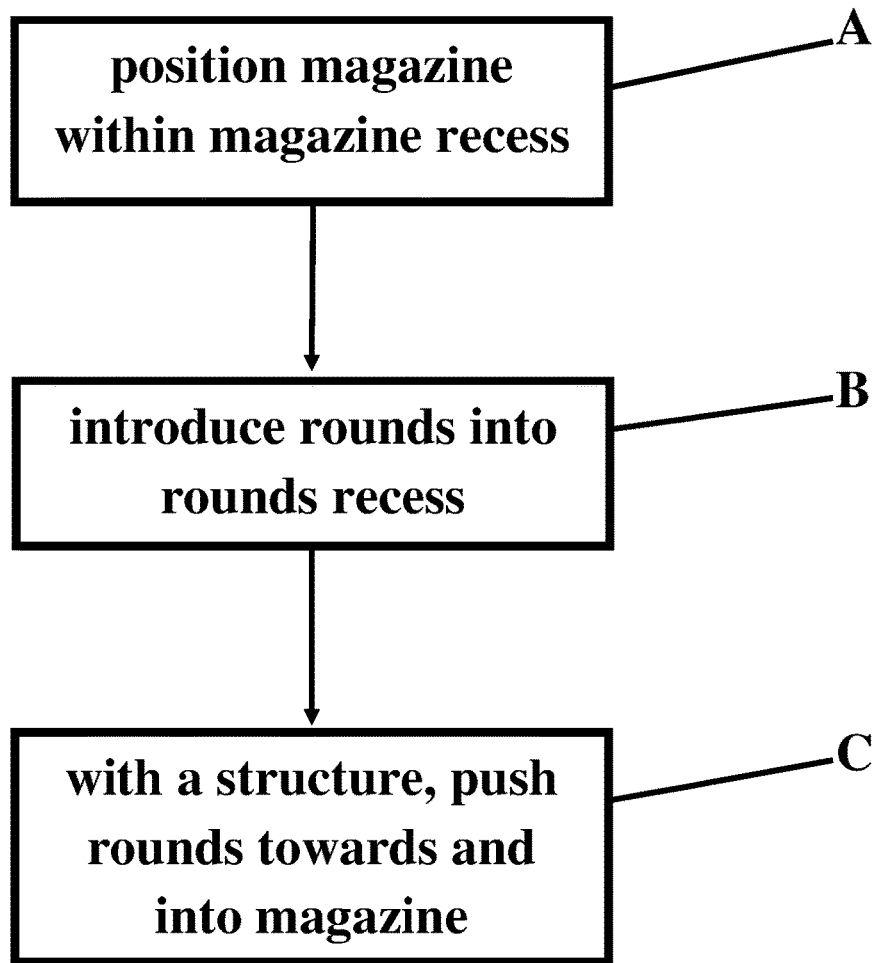 A
position magazine
within magazine recess
B
introduce rounds into
rounds recess
C
with a structure, push
rounds towards and
into magazine